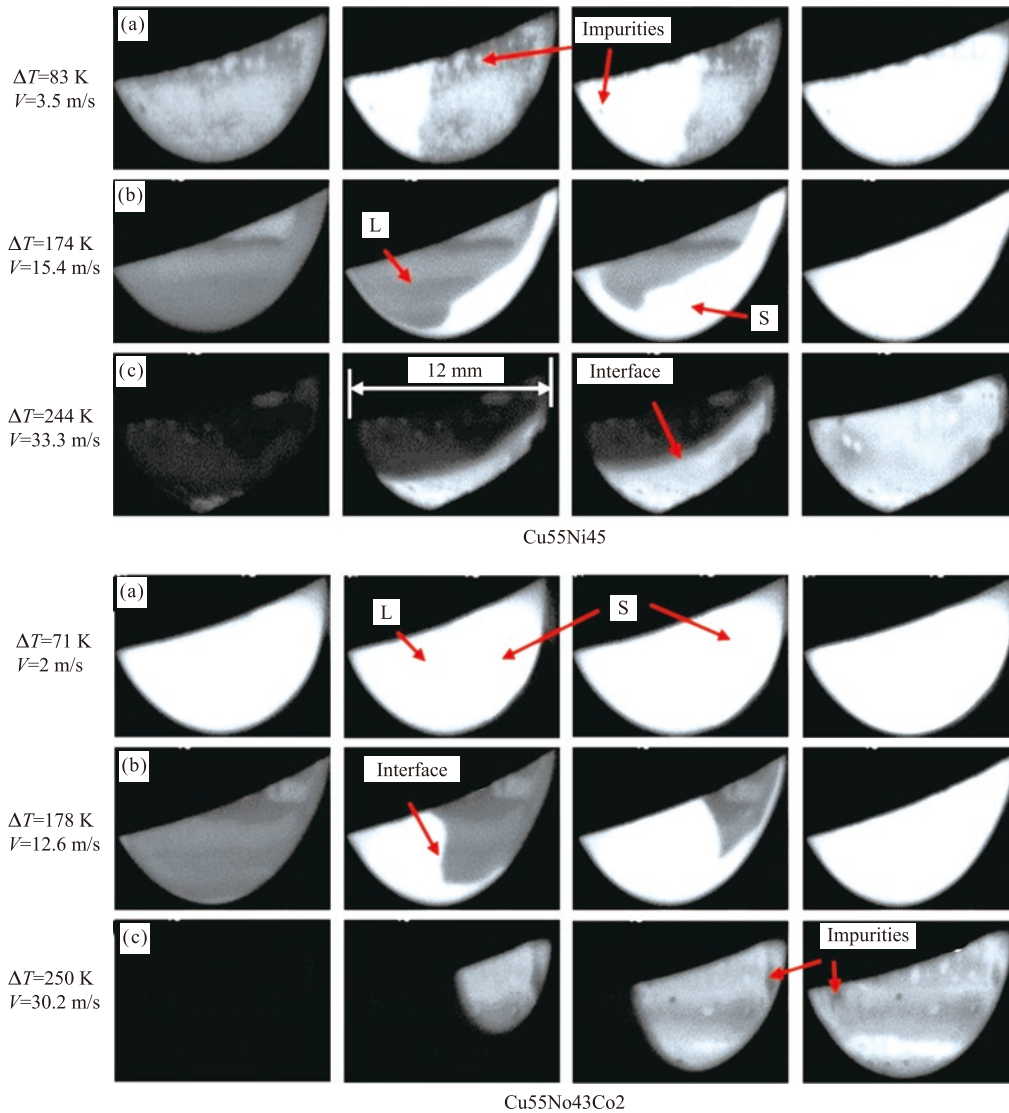 (a)
Impurities
ΔT=83 K
V=3.5 m/s
(b)
L
S
ΔT=174 K
V=15.4 m/s
(c)
12 mm
Interface
ΔT=244 K
V=33.3 m/s
Cu55Ni45
(a)
L
S
ΔT=71 K
V=2 m/s
(b)
Interface
ΔT=178 K
V=12.6 m/s
(c)
Impurities
ΔT=250 K
V=30.2 m/s
Cu55No43Co2